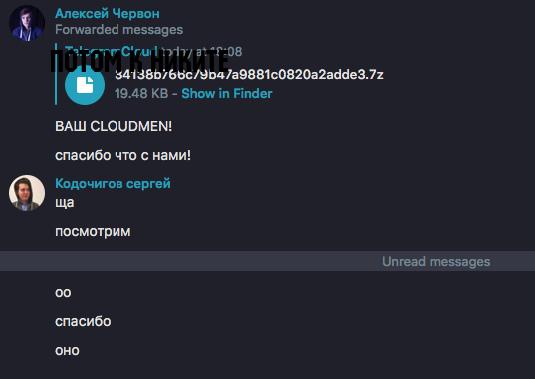 Алексей Червон
Forwarded messages
Telegram Cloud today at 18:08
ПОТОМ К НИКИТЕ
84138b766c79b47a9881c0820a2adde3.7z
19.48 KB - Show in Finder
ВАШ CLOUDMEN!
спасибо что с нами!
Кодочигов сергей
ща
посмотрим
Unread messages
оо
спасибо
оно